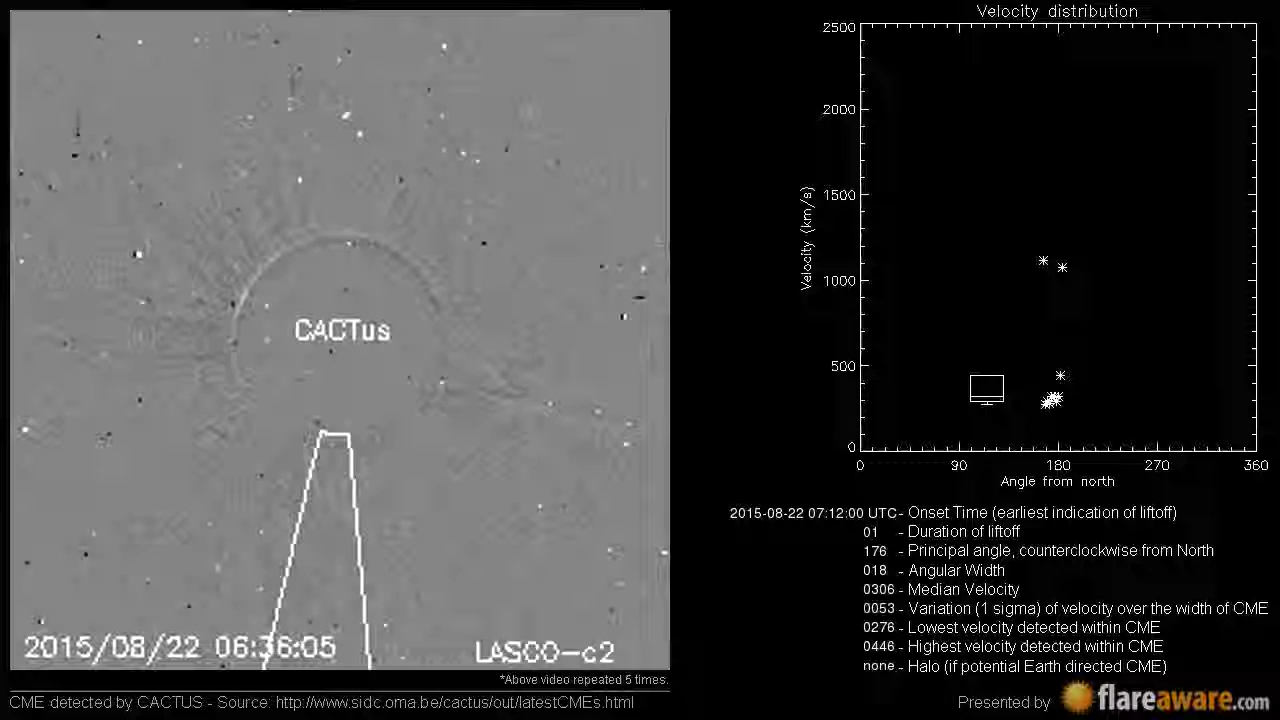 CACTus
2015/08/22 06:36:05
LASCO-c2
*Above video repeated 5 times.
CME detected by CACTUS - Source: http://www.sidc.oma.be/cactus/out/latestCMEs.html
Velocity distribution
2500
2000
1500
1000
500
0
Velocity (km/s)
0 90 180 270 360
Angle from north
2015-08-22 07:12:00 UTC - Onset Time (earliest indication of liftoff)
01 - Duration of liftoff
176 - Principal angle, counterclockwise from North
018 - Angular Width
0306 - Median Velocity
0053 - Variation (1 sigma) of velocity over the width of CME
0276 - Lowest velocity detected within CME
0446 - Highest velocity detected within CME
none - Halo (if potential Earth directed CME)
Presented by flareaware.com